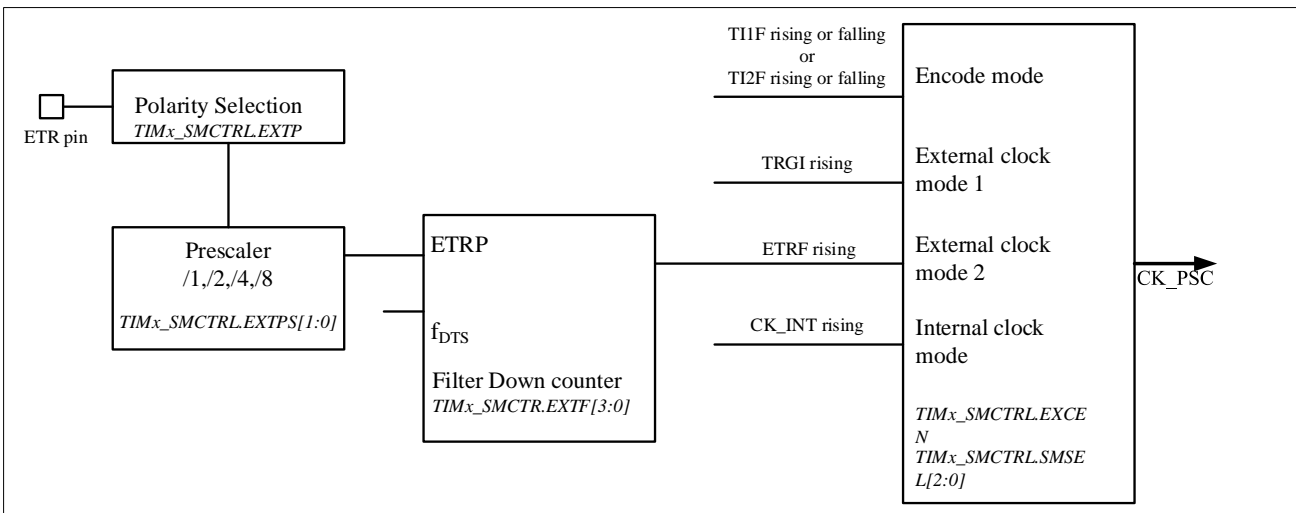 ETR pin
Polarity Selection
TIMx_SMCTRL.EXTP
Prescaler
/1,/2,/4,/8
TIMx_SMCTRL.EXTPS[1:0]
ETRP
fDTS
Filter Down counter
TIMx_SMCTR.EXTF[3:0]
TI1F rising or falling
or
TI2F rising or falling
TRGI rising
ETRF rising
CK_INT rising
Encode mode
External clock
mode 1
External clock
mode 2
Internal clock
mode
TIMx_SMCTRL.EXCE
N
TIMx_SMCTRL.SMSE
L[2:0]
CK_PSC